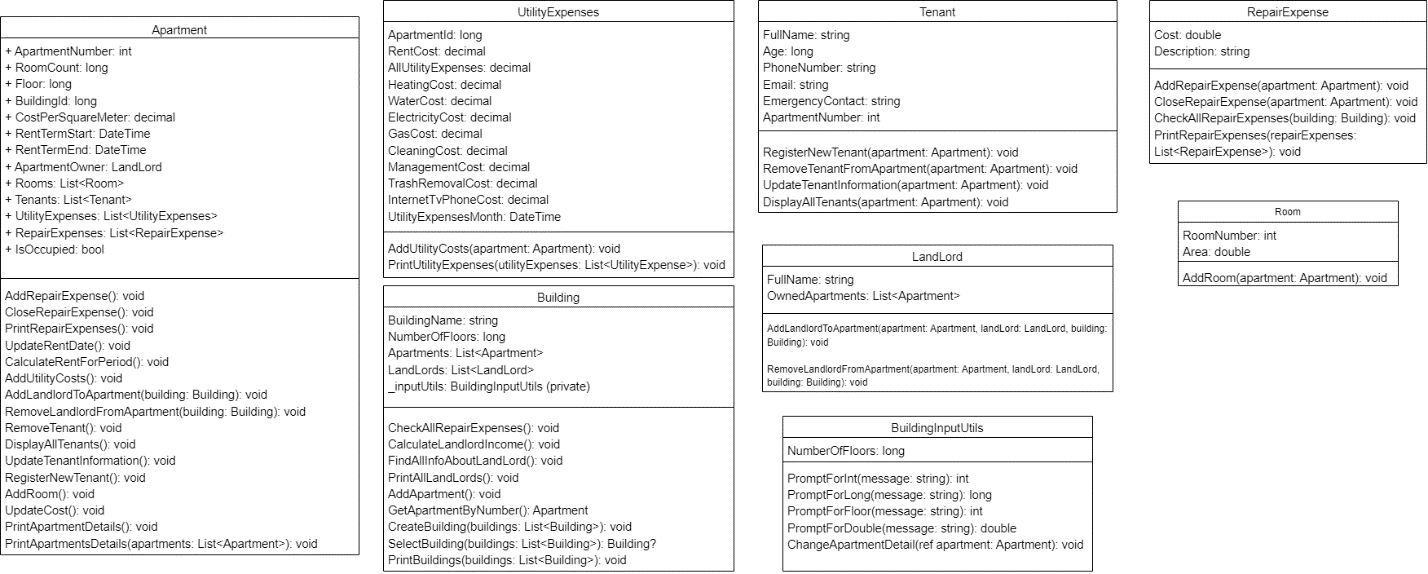 Apartment
+ ApartmentNumber: int
+ RoomCount: long
+ Floor: long
+ BuildingId: long
+ CostPerSquareMeter: decimal
+ RentTermStart: DateTime
+ RentTermEnd: DateTime
+ ApartmentOwner: LandLord
+ Rooms: List<Room>
+ Tenants: List<Tenant>
+ UtilityExpenses: List<UtilityExpenses>
+ RepairExpenses: List<RepairExpense>
+ IsOccupied: bool
AddRepairExpense(): void
CloseRepairExpense(): void
PrintRepairExpenses(): void
UpdateRentDate(): void
CalculateRentForPeriod(): void
AddUtilityCosts(): void
AddLandlordToApartment(building: Building): void
RemoveLandlordFromApartment(building: Building): void
RemoveTenant(): void
DisplayAllTenants(): void
UpdateTenantInformation(): void
RegisterNewTenant(): void
AddRoom(): void
UpdateCost(): void
PrintApartmentDetails(): void
PrintApartmentsDetails(apartments: List<Apartment>): void
UtilityExpenses
ApartmentId: long
RentCost: decimal
AllUtilityExpenses: decimal
HeatingCost: decimal
WaterCost: decimal
ElectricityCost: decimal
GasCost: decimal
CleaningCost: decimal
ManagementCost: decimal
TrashRemovalCost: decimal
InternetTvPhoneCost: decimal
UtilityExpensesMonth: DateTime
AddUtilityCosts(apartment: Apartment): void
PrintUtilityExpenses(utilityExpenses: List<UtilityExpense>): void
Building
BuildingName: string
NumberOfFloors: long
Apartments: List<Apartment>
LandLords: List<LandLord>
_inputUtils: BuildingInputUtils (private)
CheckAllRepairExpenses(): void
CalculateLandlordIncome(): void
FindAllInfoAboutLandLord(): void
PrintAllLandLords(): void
AddApartment(): void
GetApartmentByNumber(): Apartment
CreateBuilding(buildings: List<Building>): void
SelectBuilding(buildings: List<Building>): Building?
PrintBuildings(buildings: List<Building>): void
Tenant
FullName: string
Age: long
PhoneNumber: string
Email: string
EmergencyContact: string
ApartmentNumber: int
RegisterNewTenant(apartment: Apartment): void
RemoveTenantFromApartment(apartment: Apartment): void
UpdateTenantInformation(apartment: Apartment): void
DisplayAllTenants(apartment: Apartment): void
LandLord
FullName: string
OwnedApartments: List<Apartment>
AddLandlordToApartment(apartment: Apartment, landLord: LandLord, building:
Building): void
RemoveLandlordFromApartment(apartment: Apartment, landLord: LandLord,
building: Building): void
BuildingInputUtils
NumberOfFloors: long
PromptForInt(message: string): int
PromptForLong(message: string): long
PromptForFloor(message: string): int
PromptForDouble(message: string): double
ChangeApartmentDetail(ref apartment: Apartment): void
RepairExpense
Cost: double
Description: string
AddRepairExpense(apartment: Apartment): void
CloseRepairExpense(apartment: Apartment): void
CheckAllRepairExpenses(building: Building): void
PrintRepairExpenses(repairExpenses:
List<RepairExpense>): void
Room
RoomNumber: int
Area: double
AddRoom(apartment: Apartment): void